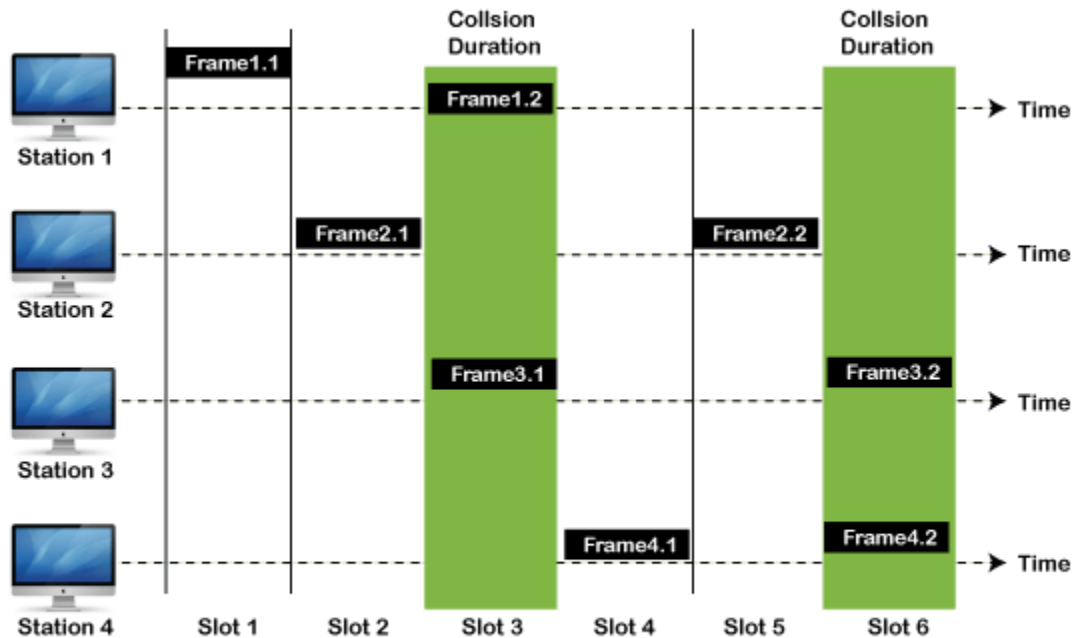 Collsion
Duration
Collsion
Duration
Frame1.1
Frame1.2
Time
Station 1
Frame2.1
Frame2.2
Time
Station 2
Frame3.1
Frame3.2
Time
Station 3
Frame4.1
Frame4.2
Time
Station 4
Slot 1
Slot 2
Slot 3
Slot 4
Slot 5
Slot 6